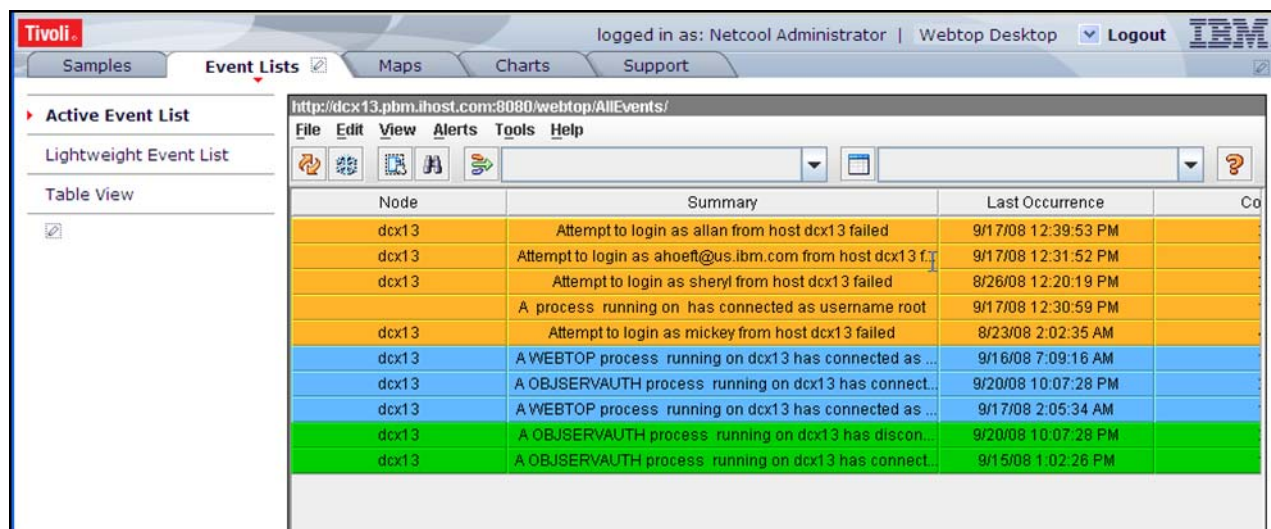 Tivoli.
logged in as: Netcool Administrator | Webtop Desktop Logout IBM
Samples Event Lists Maps Charts Support
Active Event List
Lightweight Event List
Table View
http://dcx13.pbm.ihost.com:8080/webtop/AllEvents/
File Edit View Alerts Tools Help
Node Summary Last Occurrence Co
dcx13 Attempt to login as allan from host dcx13 failed 9/17/08 12:39:53 PM
dcx13 Attempt to login as ahoeft@us.ibm.com from host dcx13 f... 9/17/08 12:31:52 PM
dcx13 Attempt to login as sheryl from host dcx13 failed 8/26/08 12:20:19 PM
A process running on has connected as username root 9/17/08 12:30:59 PM
dcx13 Attempt to login as mickey from host dcx13 failed 8/23/08 2:02:35 AM
dcx13 A WEBTOP process running on dcx13 has connected as ... 9/16/08 7:09:16 AM
dcx13 A OBJSERVAUTH process running on dcx13 has connect... 9/20/08 10:07:28 PM
dcx13 A WEBTOP process running on dcx13 has connected as ... 9/17/08 2:05:34 AM
dcx13 A OBJSERVAUTH process running on dcx13 has discon... 9/20/08 10:07:28 PM
dcx13 A OBJSERVAUTH process running on dcx13 has connect... 9/15/08 1:02:26 PM